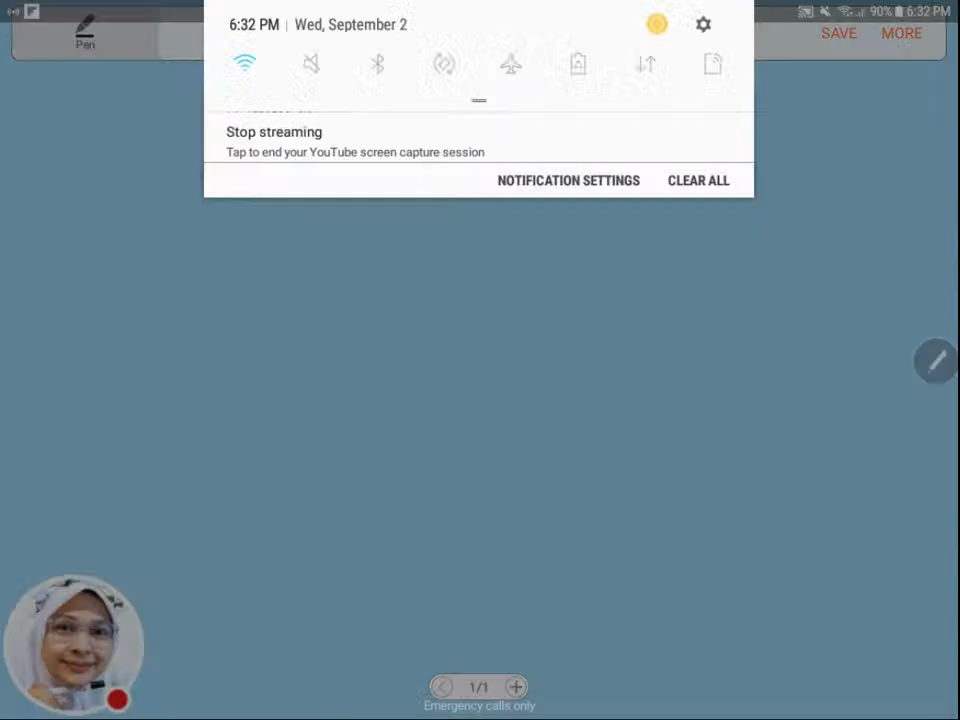 90% 6:32 PM
6:32 PM | Wed, September 2
Pen
SAVE MORE
Stop streaming
Tap to end your YouTube screen capture session
NOTIFICATION SETTINGS CLEAR ALL
1/1
Emergency calls only